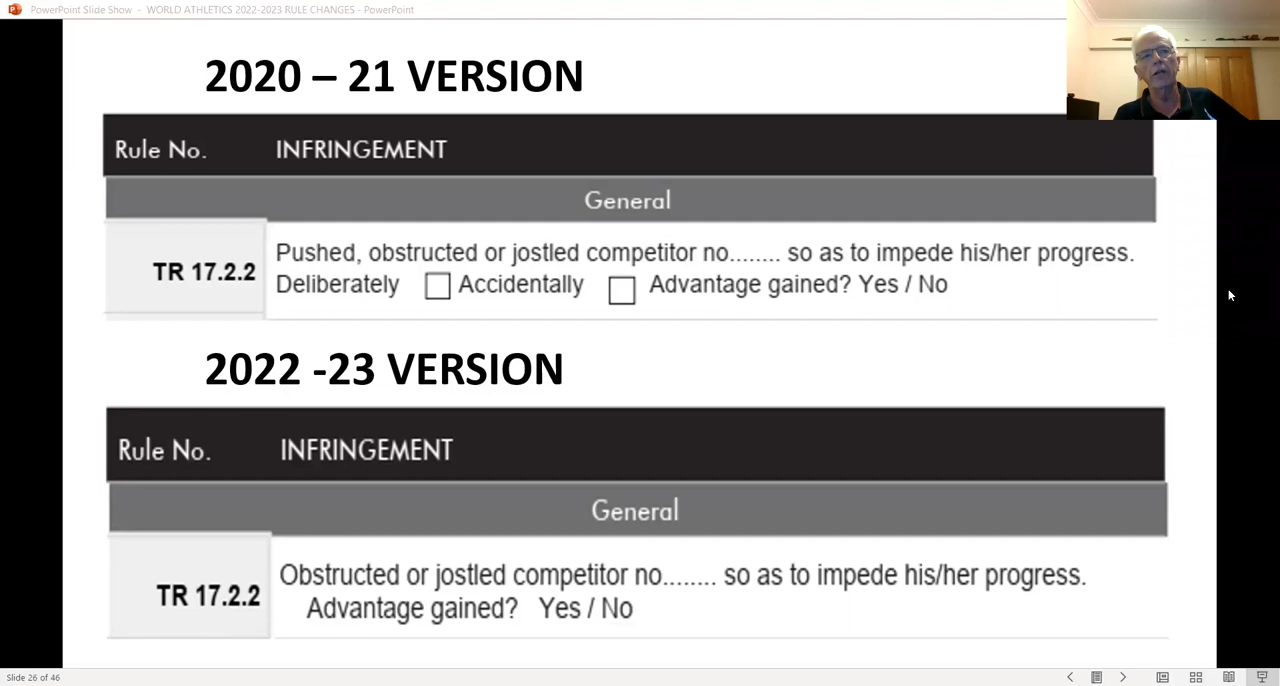 PowerPoint Slide Show - WORLD ATHLETICS 2022-2023 RULE CHANGES - PowerPoint
2020 – 21 VERSION
Rule No. INFRINGEMENT
General
TR 17.2.2
Pushed, obstructed or jostled competitor no........ so as to impede his/her progress.
Deliberately Accidentally Advantage gained? Yes / No
2022 -23 VERSION
Rule No. INFRINGEMENT
General
TR 17.2.2
Obstructed or jostled competitor no........ so as to impede his/her progress.
Advantage gained? Yes / No
Slide 26 of 46